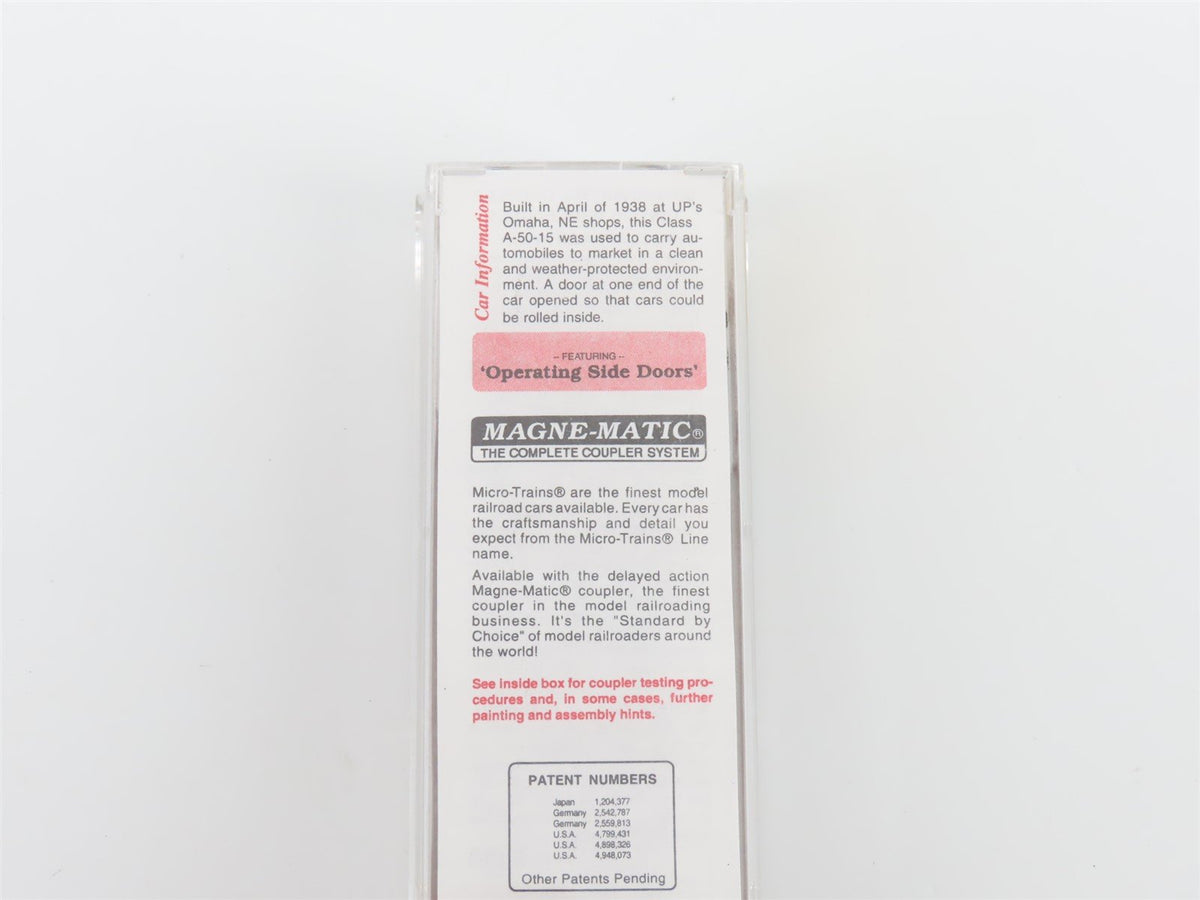 Car Information
Built in April of 1938 at UP's
Omaha, NE shops, this Class
A-50-15 was used to carry au-
tomobiles to market in a clean
and weather-protected environ-
ment. A door at one end of the
car opened so that cars could
be rolled inside.
-- FEATURING --
'Operating Side Doors'
MAGNE-MATIC®
THE COMPLETE COUPLER SYSTEM
Micro-Trains® are the finest model
railroad cars available. Every car has
the craftsmanship and detail you
expect from the Micro-Trains® Line
name.
Available with the delayed action
Magne-Matic® coupler, the finest
coupler in the model railroading
business. It's the "Standard by
Choice" of model railroaders around
the world!
See inside box for coupler testing pro-
cedures and, in some cases, further
painting and assembly hints.
PATENT NUMBERS
Japan 1,204,377
Germany 2,542,787
Germany 2,559,813
U.S.A. 4,799,431
U.S.A. 4,898,326
U.S.A. 4,948,073
Other Patents Pending